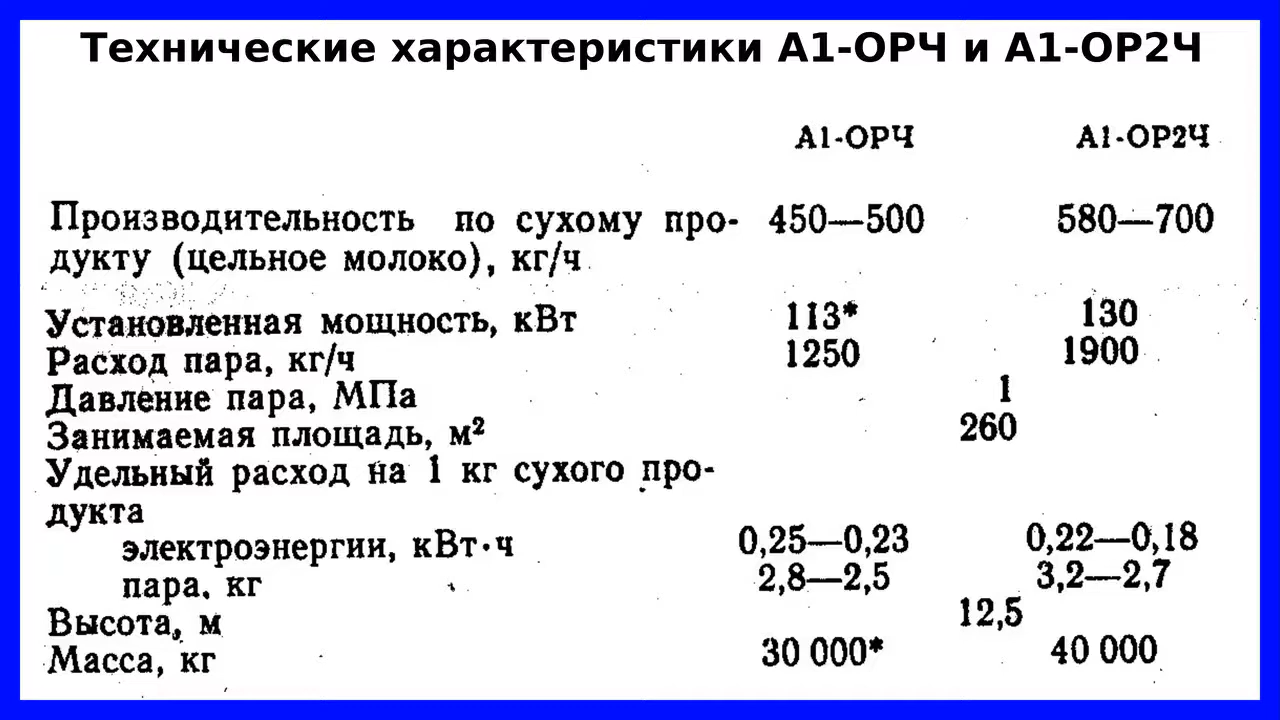 Технические характеристики А1-ОРЧ и А1-ОР2Ч
А1-ОРЧ А1-ОР2Ч
Производительность по сухому про- 450—500 580—700
дукту (цельное молоко), кг/ч
Установленная мощность, кВт 113* 130
Расход пара, кг/ч 1250 1900
Давление пара, МПа 1
Занимаемая площадь, м² 260
Удельный расход на 1 кг сухого про-
дукта
электроэнергии, кВт·ч 0,25—0,23 0,22—0,18
пара, кг 2,8—2,5 3,2—2,7
Высота, м 12,5
Масса, кг 30 000* 40 000